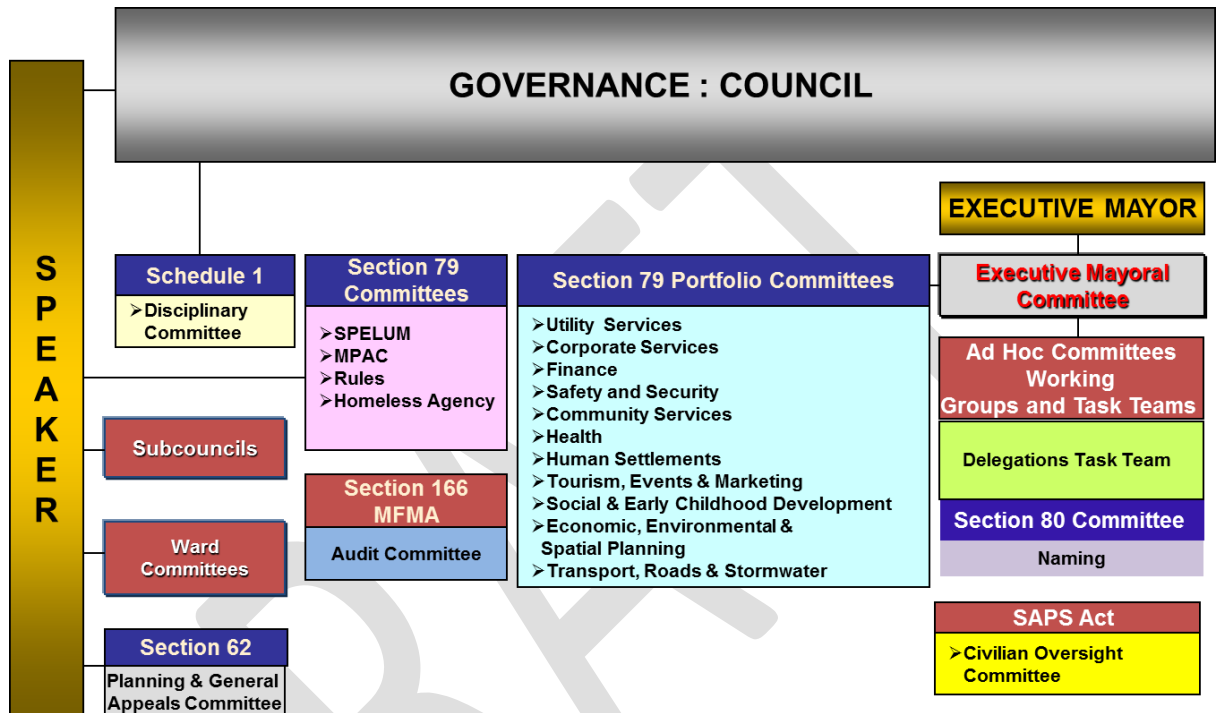 GOVERNANCE : COUNCIL
SPEAKER
EXECUTIVE MAYOR
Schedule 1
➢Disciplinary
Committee
Section 79
Committees
➢SPELUM
➢MPAC
➢Rules
➢Homeless Agency
Section 79 Portfolio Committees
➢Utility Services
➢Corporate Services
➢Finance
➢Safety and Security
➢Community Services
➢Health
➢Human Settlements
➢Tourism, Events & Marketing
➢Social & Early Childhood Development
➢Economic, Environmental &
Spatial Planning
➢Transport, Roads & Stormwater
Executive Mayoral
Committee
Ad Hoc Committees
Working
Groups and Task Teams
Delegations Task Team
Section 80 Committee
Naming
Subcouncils
Section 166
MFMA
Audit Committee
Ward
Committees
SAPS Act
➢Civilian Oversight
Committee
Section 62
Planning & General
Appeals Committee
DRAFT